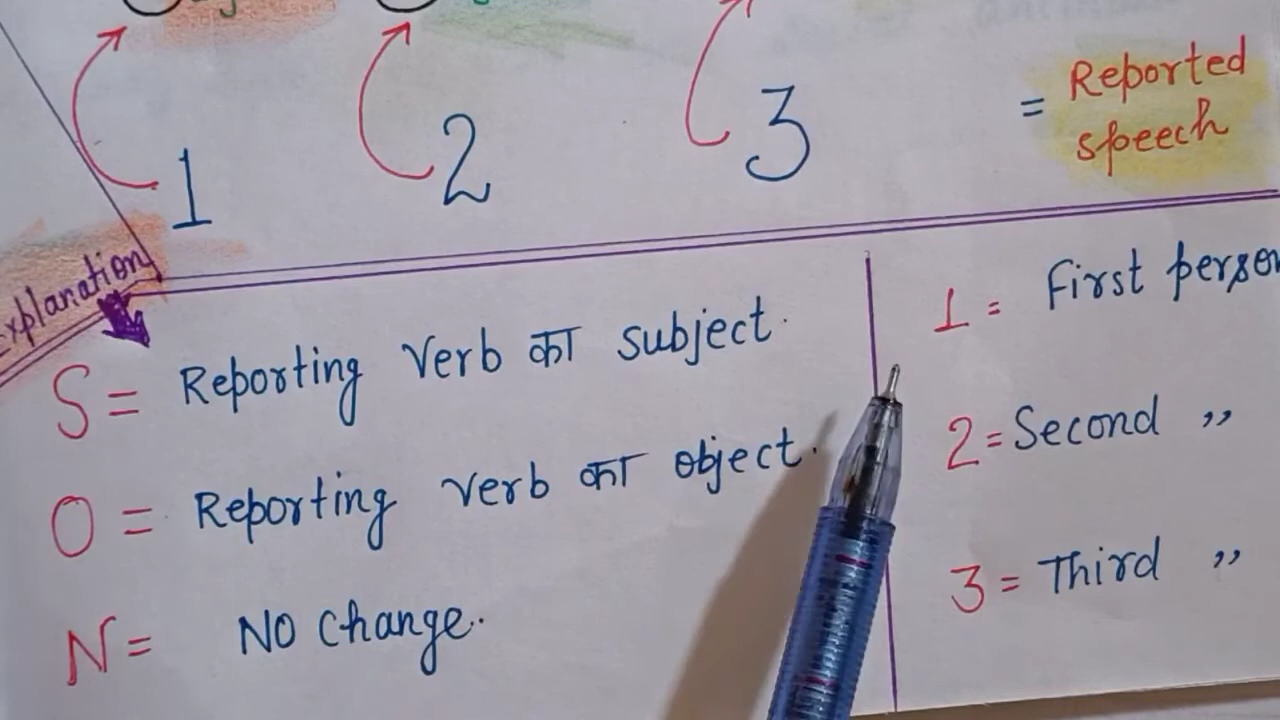 1 2 3 = Reported
speech
Explanation
S = Reporting verb का subject.
O = Reporting verb का object.
N = No change.
1 = First person
2 = Second ,,
3 = Third ,,